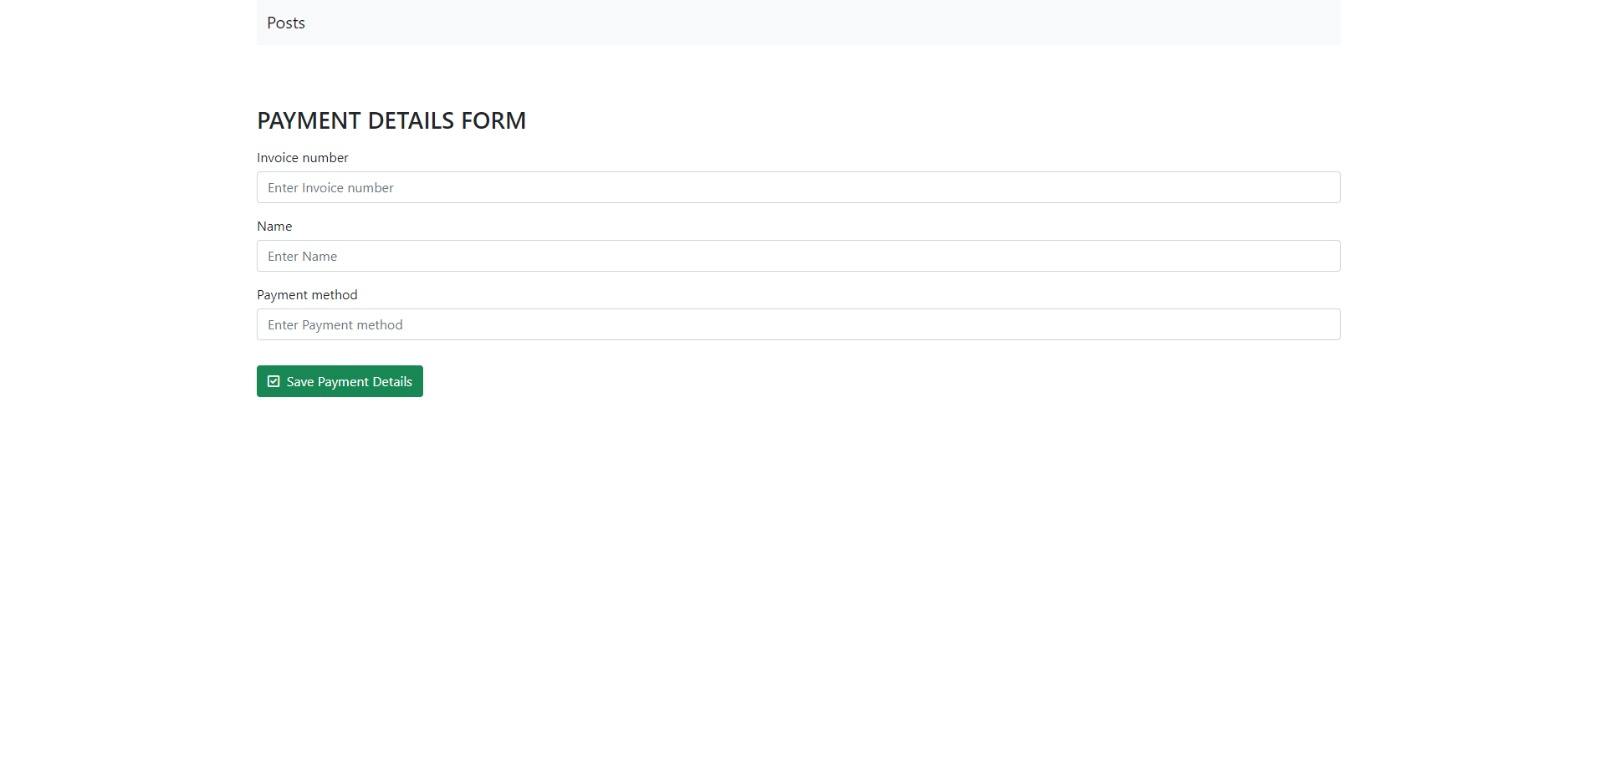 Posts
PAYMENT DETAILS FORM
Invoice number
Enter Invoice number
Name
Enter Name
Payment method
Enter Payment method
Save Payment Details